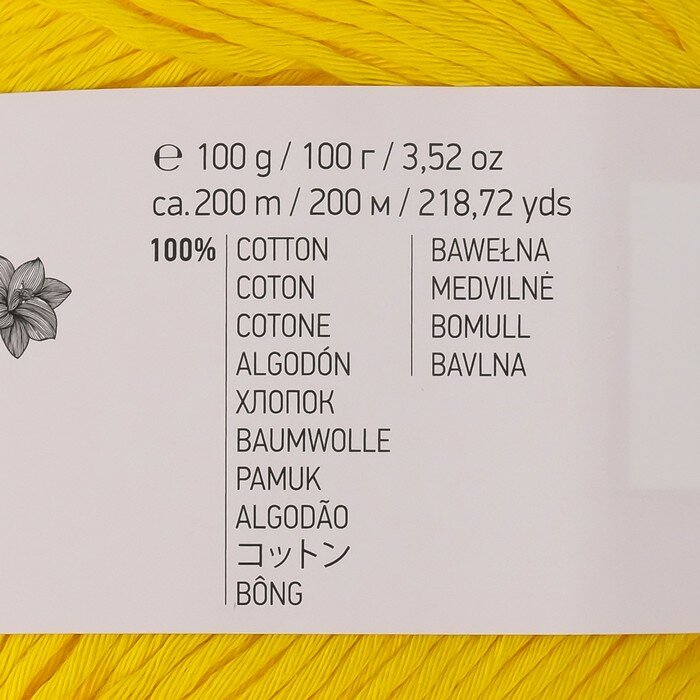 ℮ 100 g / 100 г / 3,52 oz
ca. 200 m / 200 м / 218,72 yds
100%
COTTON
COTON
COTONE
ALGODÓN
ХЛОПОК
BAUMWOLLE
PAMUK
ALGODÃO
コットン
BÔNG
BAWEŁNA
MEDVILNĖ
BOMULL
BAVLNA